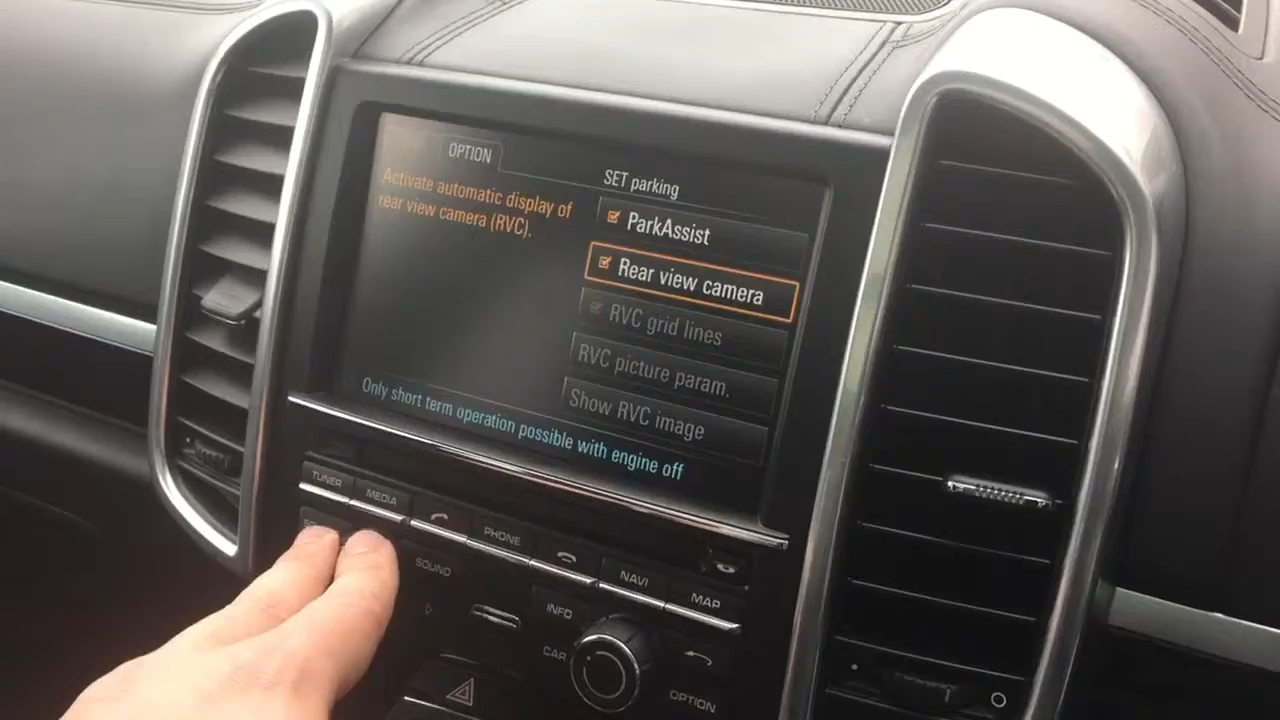 OPTION
Activate automatic display of
rear view camera (RVC).
SET parking
ParkAssist
Rear view camera
RVC grid lines
RVC picture param.
Show RVC image
Only short term operation possible with engine off
TUNER
MEDIA
PHONE
NAVI
MAP
SOUND
INFO
CAR
OPTION